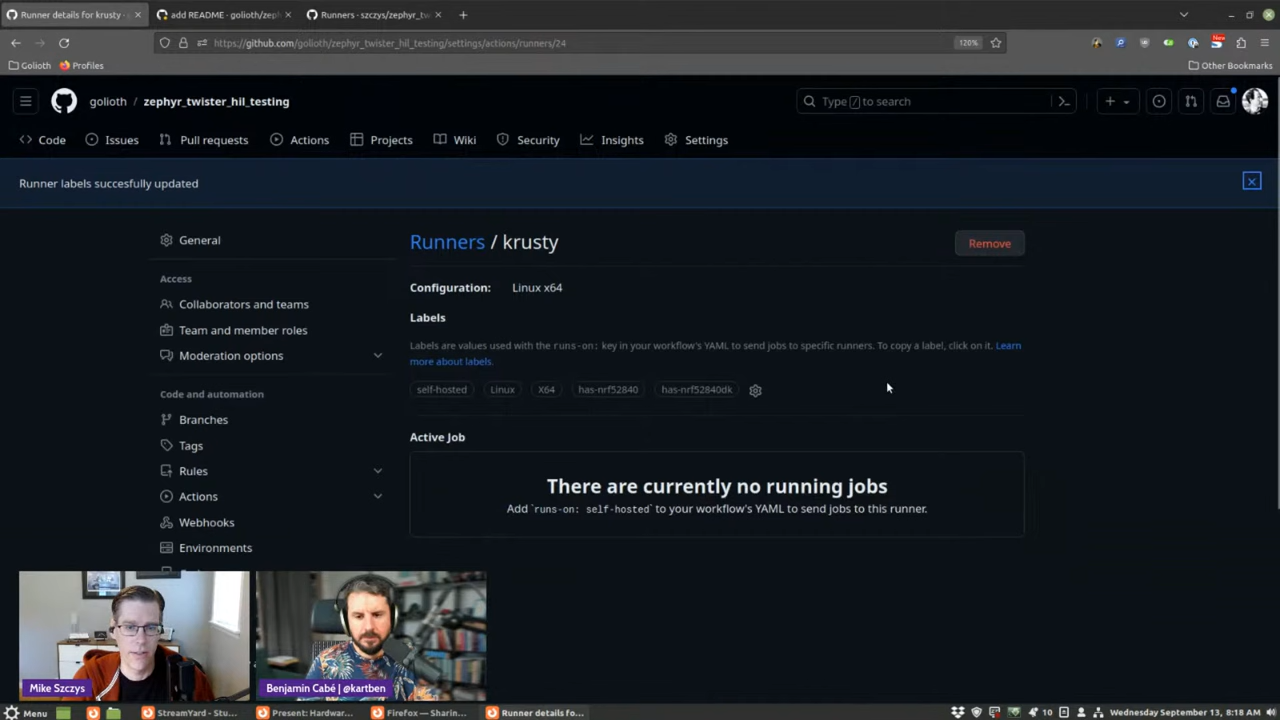 Runner details for krusty ·
add README · golioth/zep
Runners · szczys/zephyr_tw
https://github.com/golioth/zephyr_twister_hil_testing/settings/actions/runners/24
120%
New
Golioth
Profiles
Other Bookmarks
golioth / zephyr_twister_hil_testing
Type / to search
Code
Issues
Pull requests
Actions
Projects
Wiki
Security
Insights
Settings
Runner labels succesfully updated
General
Access
Collaborators and teams
Team and member roles
Moderation options
Code and automation
Branches
Tags
Rules
Actions
Webhooks
Environments
Runners / krusty
Remove
Configuration: Linux x64
Labels
Labels are values used with the runs-on: key in your workflow's YAML to send jobs to specific runners. To copy a label, click on it. Learn
more about labels.
self-hosted
Linux
X64
has-nrf52840
has-nrf52840dk
Active Job
There are currently no running jobs
Add `runs-on: self-hosted` to your workflow's YAML to send jobs to this runner.
Mike Szczys
Benjamin Cabé | @kartben
Menu
StreamYard - Stu...
Present: Hardwar...
Firefox — Sharin...
Runner details fo...
10
Wednesday September 13, 8:18 AM